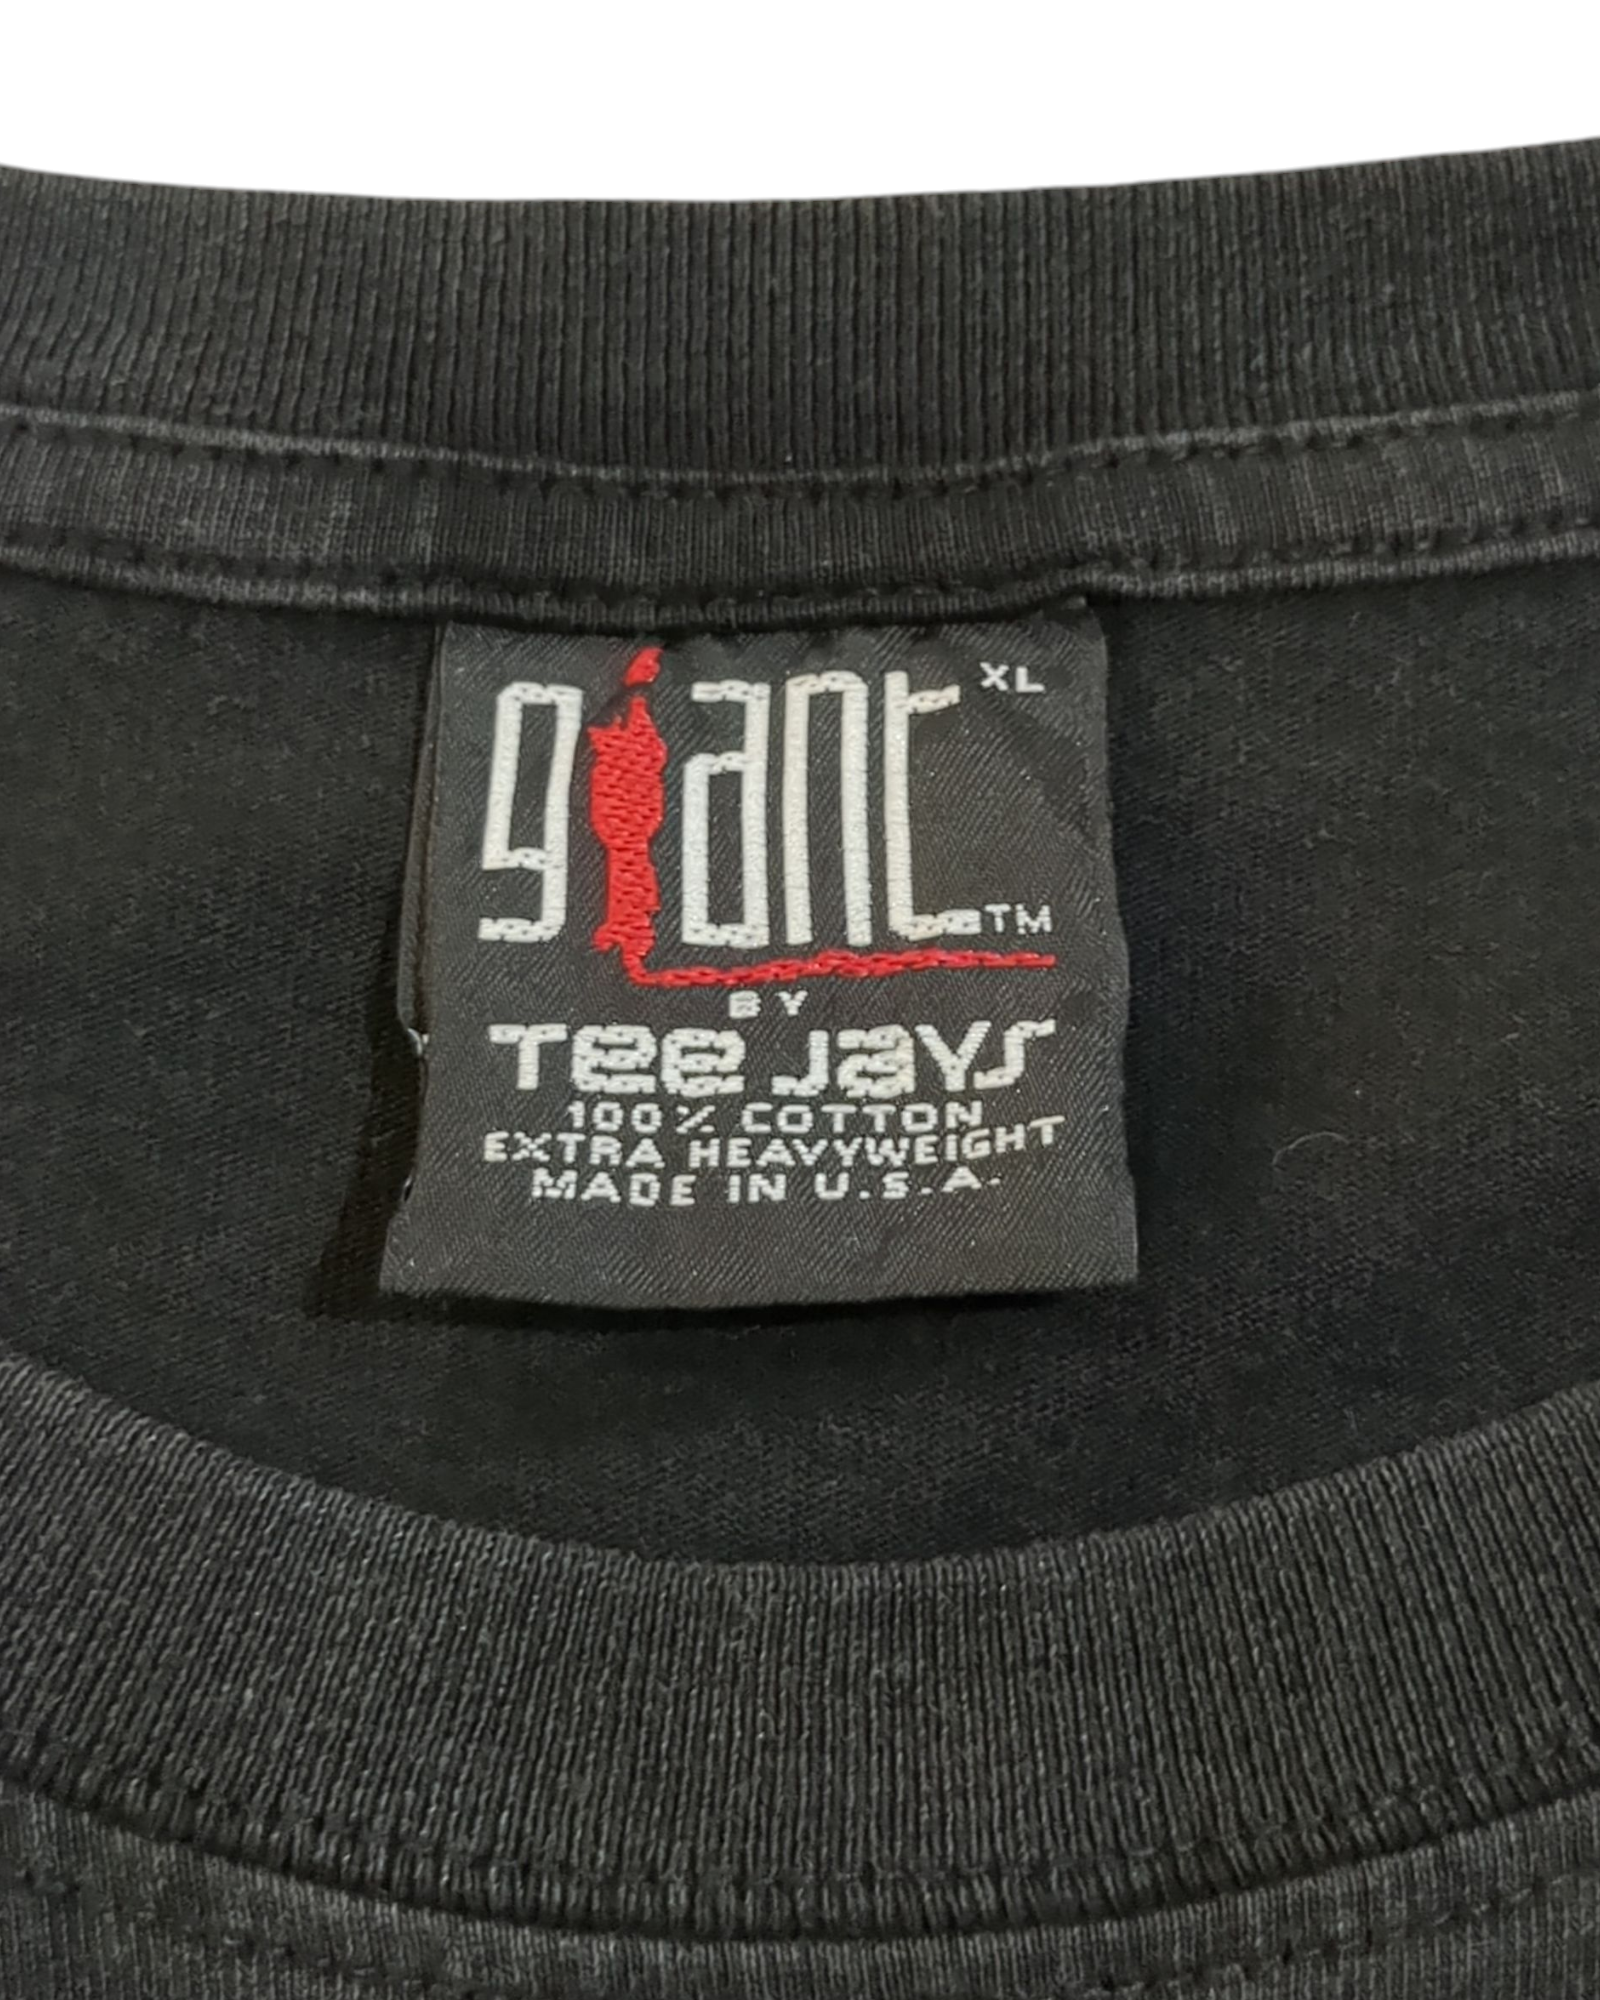 giant XL
TM
BY
Tee Jays
100% COTTON
EXTRA HEAVYWEIGHT
MADE IN U.S.A.